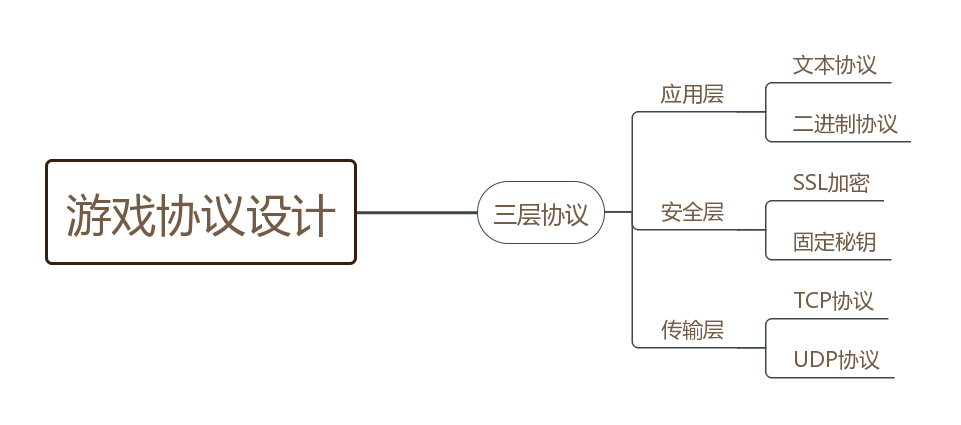 游戏协议设计
三层协议
应用层
文本协议
二进制协议
安全层
SSL加密
固定秘钥
传输层
TCP协议
UDP协议